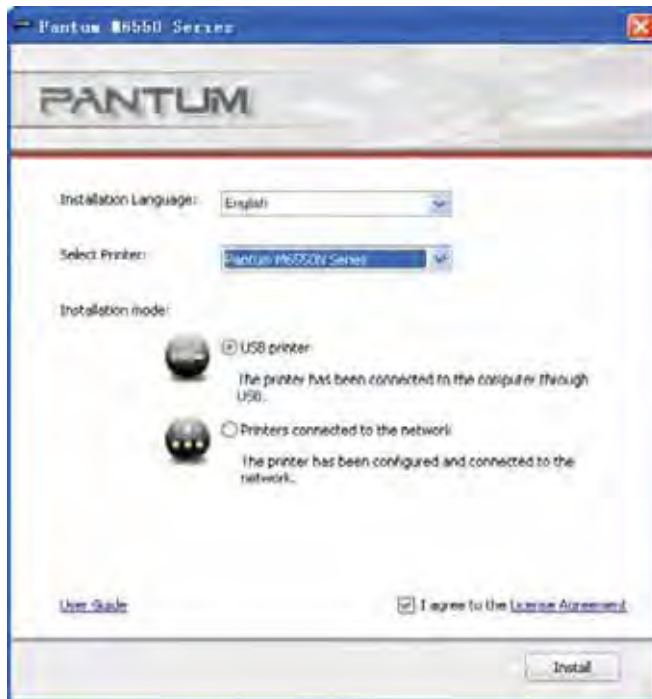 Pantum M6550 Series
PANTUM
Installation Language:
English
Select Printer:
Pantum M6550N Series
Installation mode:
USB printer
The printer has been connected to the computer through
USB.
Printers connected to the network
The printer has been configured and connected to the
network.
User Guide
I agree to the License Agreement
Install